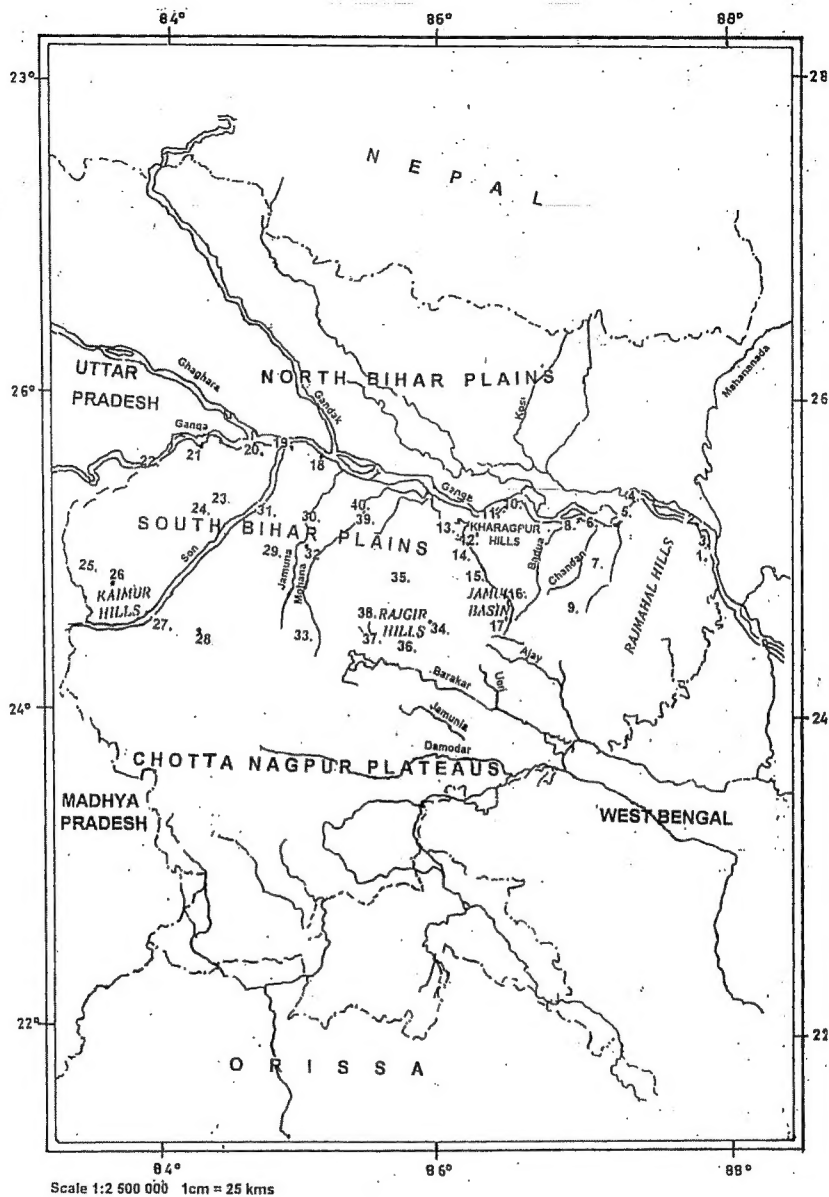 84° 86° 88°
23° 28
N E P A L
26° 26
UTTAR
PRADESH
Ghaghara
NORTH BIHAR PLAINS
Gandak
Kosi
Mahananada
Ganga
22 21 20. 19. 18
Ganga
4.
5.
11. 10.
8. 6.
3.
1.
24. 23. 31. 30. 40. 39. 13. 12.
SOUTH BIHAR PLAINS
KHARAGPUR
HILLS
Son
25. 26
29. 32
14.
7.
Jamuna
Mohana
Badua
Chandan
KAIMUR
HILLS
35. 15.
JAMUI
BASIN
16.
9.
RAJMAHAL HILLS
27. 28
33.
38. RAJGIR
HILLS
34.
37. 36.
17.
Ajay
Barakar
Jamunia
24° 24
Damodar
CHOTTA NAGPUR PLATEAUS
MADHYA
PRADESH
WEST BENGAL
22° 22
O R I S S A
84° 86° 88°
Scale 1:2 500 000 1cm = 25 kms